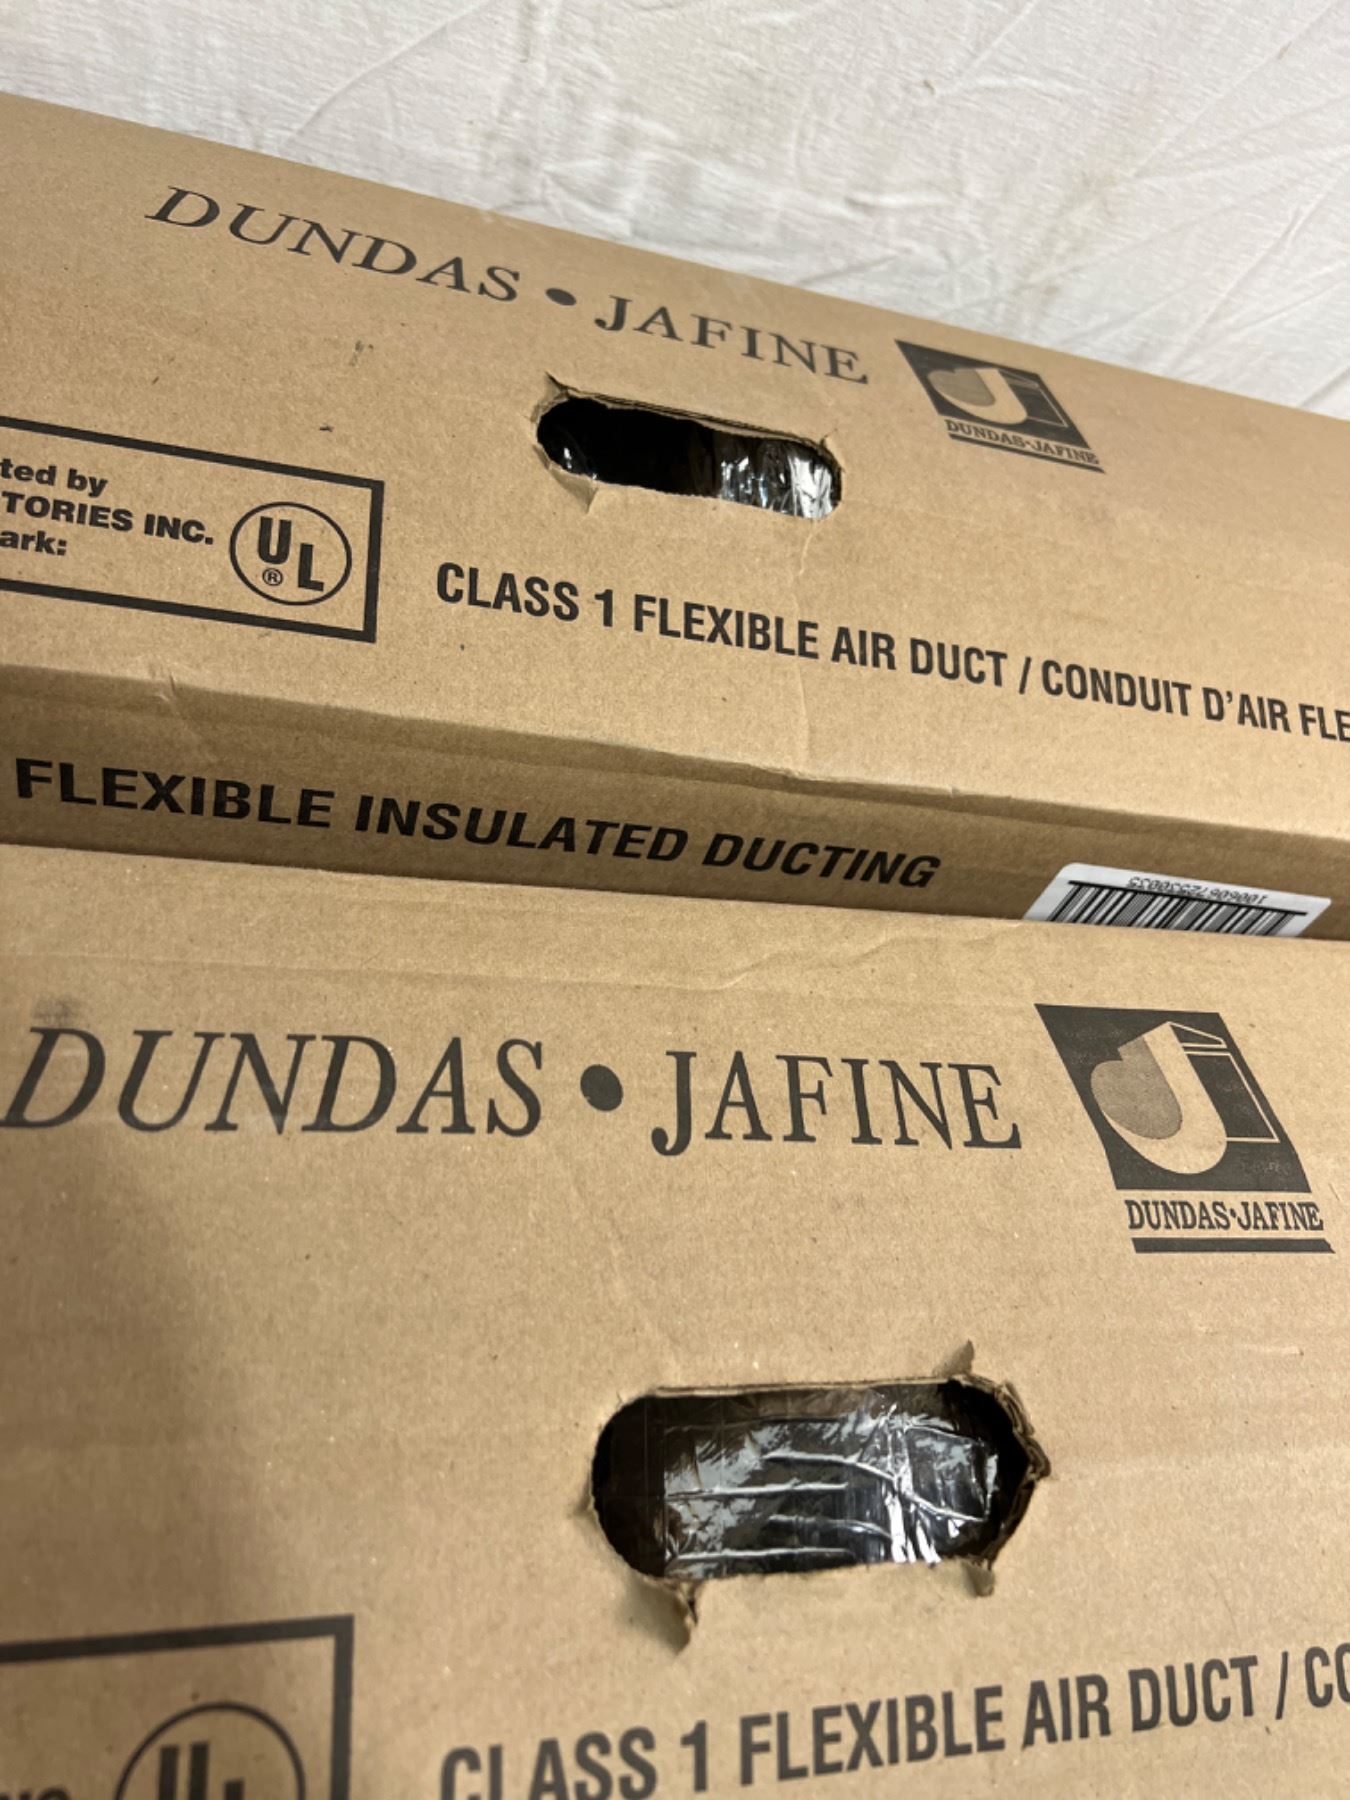 DUNDAS • JAFINE
DUNDAS•JAFINE
ted by
TORIES INC.
ark:
UL
®
CLASS 1 FLEXIBLE AIR DUCT / CONDUIT D'AIR FLE
FLEXIBLE INSULATED DUCTING
DUNDAS • JAFINE
DUNDAS•JAFINE
UL
CLASS 1 FLEXIBLE AIR DUCT / CO